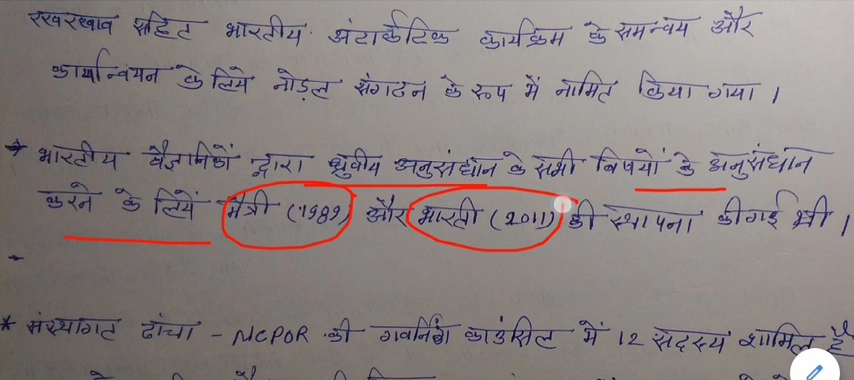 रखरखाव सहित भारतीय अंटार्कटिक कार्यक्रम के समन्वय और
कार्यान्वयन के लिये नोडल संगठन के रूप में नामित किया गया।
→ भारतीय वैज्ञानिकों द्वारा ध्रुवीय अनुसंधान के सभी विषयों के अनुसंधान
करने के लिये मैत्री (1989) और भारती (2011) की स्थापना की गई थी।
* संस्थागत ढांचा - NCPOR की गवर्निंग काउंसिल में 12 सदस्य शामिल है